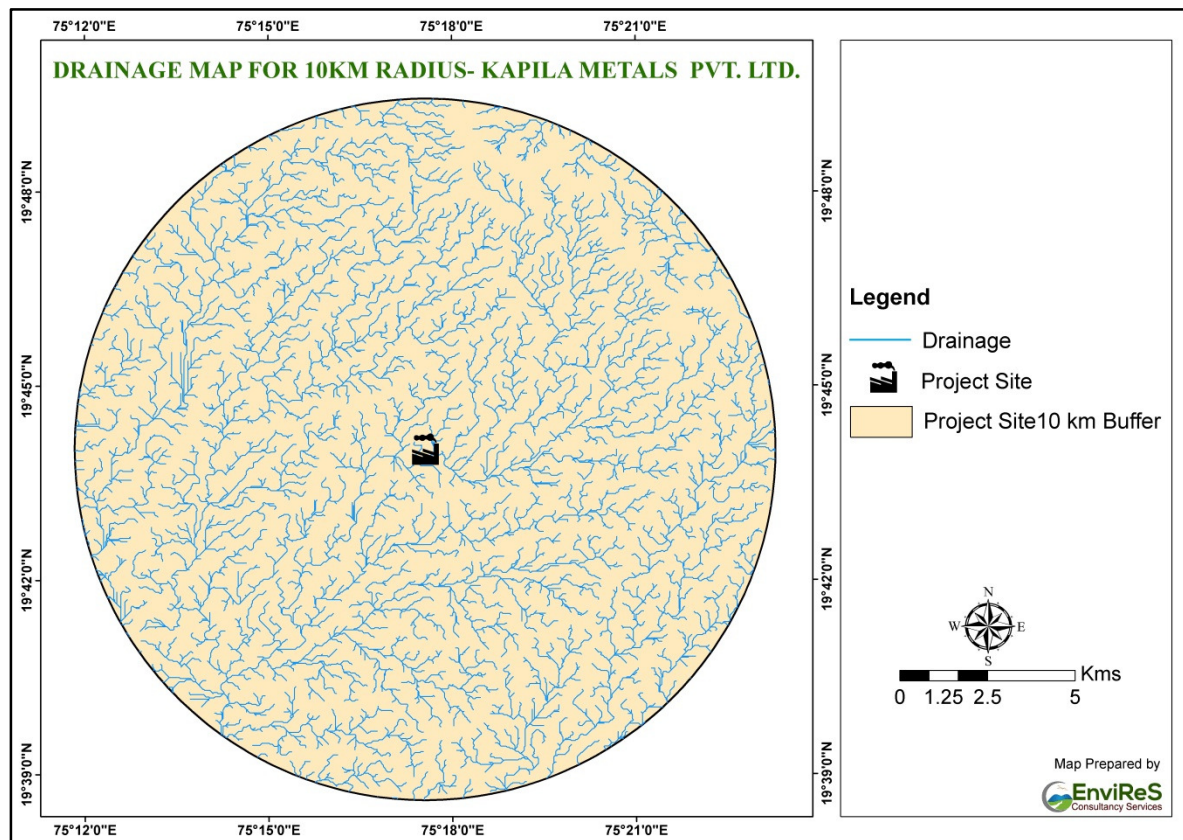 75°12'0"E 75°15'0"E 75°18'0"E 75°21'0"E
DRAINAGE MAP FOR 10KM RADIUS- KAPILA METALS PVT. LTD.
19°48'0"N 19°48'0"N
19°45'0"N 19°45'0"N
19°42'0"N 19°42'0"N
19°39'0"N 19°39'0"N
75°12'0"E 75°15'0"E 75°18'0"E 75°21'0"E
Legend
Drainage
Project Site
Project Site10 km Buffer
N
W E
S
Kms
0 1.25 2.5 5
Map Prepared by
EnviReS
Consultancy Services